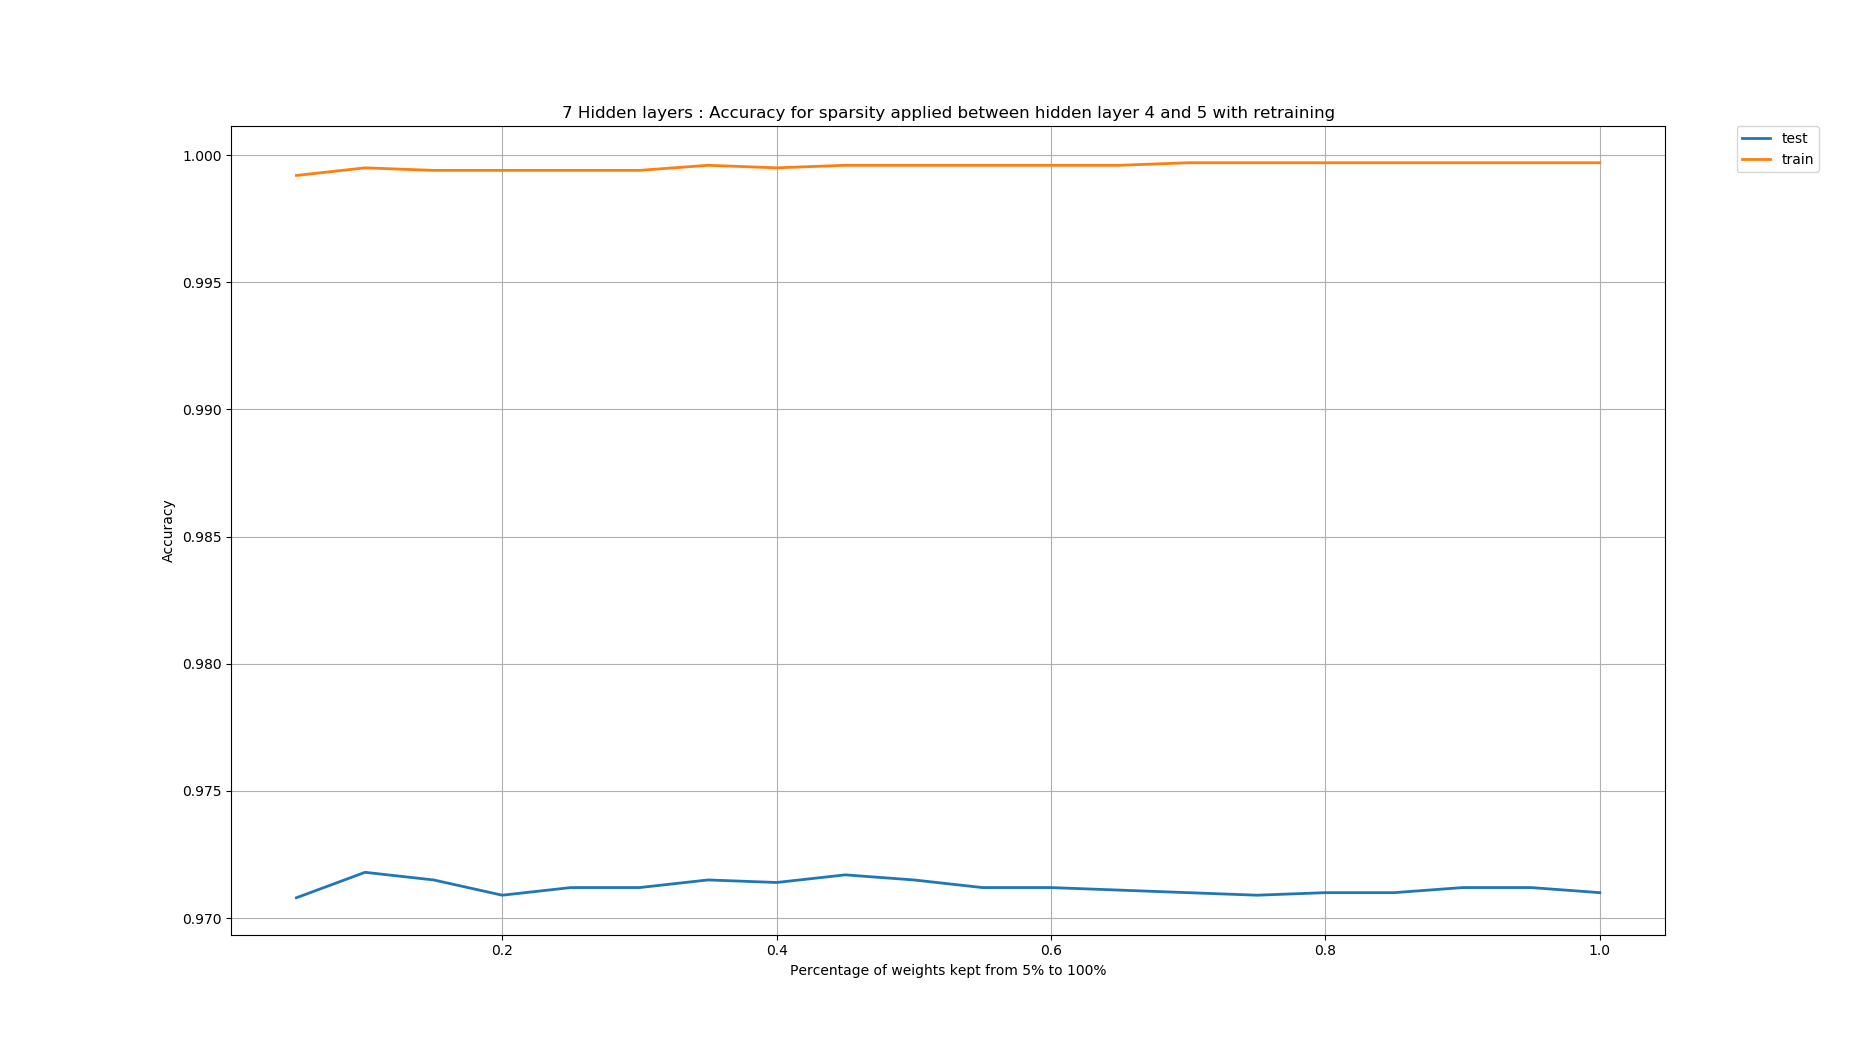 7 Hidden layers : Accuracy for sparsity applied between hidden layer 4 and 5 with retraining
test
train
1.000
0.995
0.990
0.985
0.980
0.975
0.970
Accuracy
0.2
0.4
0.6
0.8
1.0
Percentage of weights kept from 5% to 100%